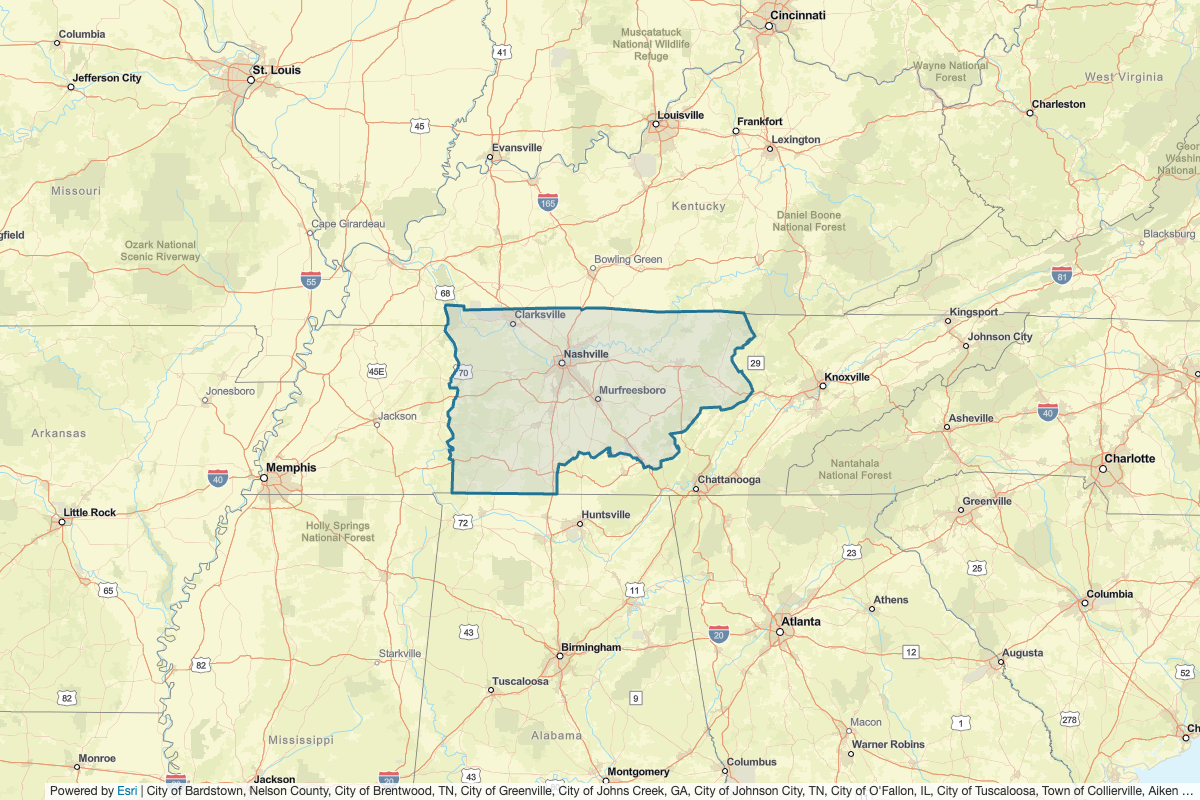 Cincinnati
Columbia
Muscatatuck
National Wildlife
Refuge
41
St. Louis
Jefferson City
Wayne National
Forest
West Virginia
Charleston
Louisville
Frankfort
45
Lexington
Evansville
Geor
Washin
National
Missouri
165
Kentucky
Daniel Boone
National Forest
Cape Girardeau
Blacksburg
gfield
Ozark National
Scenic Riverway
Bowling Green
55
81
68
Clarksville
Kingsport
Johnson City
Nashville
29
70
45E
Knoxville
Jonesboro
Murfreesboro
Jackson
40
Asheville
Arkansas
Charlotte
Memphis
Nantahala
National Forest
40
Chattanooga
Little Rock
Greenville
Huntsville
72
Holly Springs
National Forest
23
25
65
11
Athens
Columbia
43
20
Atlanta
Birmingham
12
Augusta
Starkville
82
52
Tuscaloosa
82
9
Macon
1
278
Mississippi
Alabama
Warner Robins
Ch
Monroe
Columbus
Jackson
20
43
Montgomery
Powered by Esri | City of Bardstown, Nelson County, City of Brentwood, TN, City of Greenville, City of Johns Creek, GA, City of Johnson City, TN, City of O'Fallon, IL, City of Tuscaloosa, Town of Collierville, Aiken ...